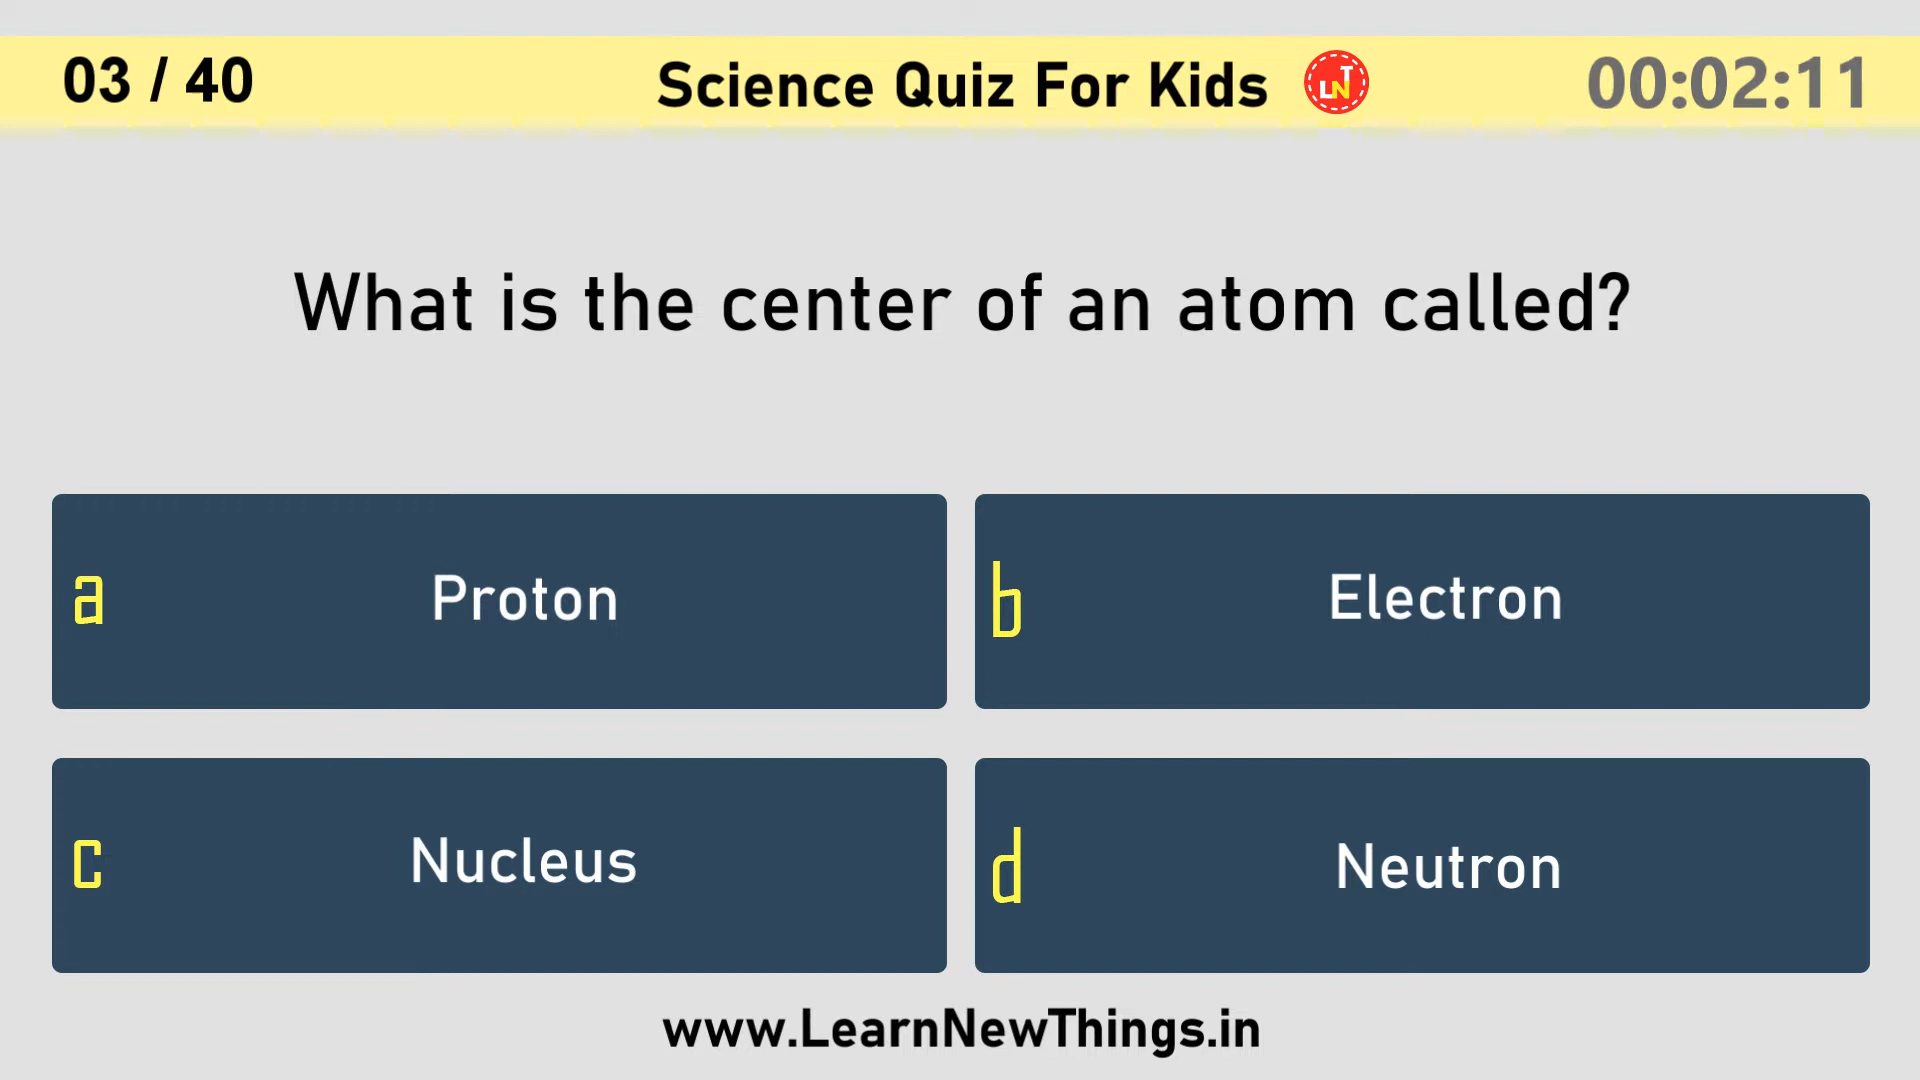 03 / 40
Science Quiz For Kids
LNT
00:02:11
What is the center of an atom called?
a Proton
b Electron
c Nucleus
d Neutron
www.LearnNewThings.in